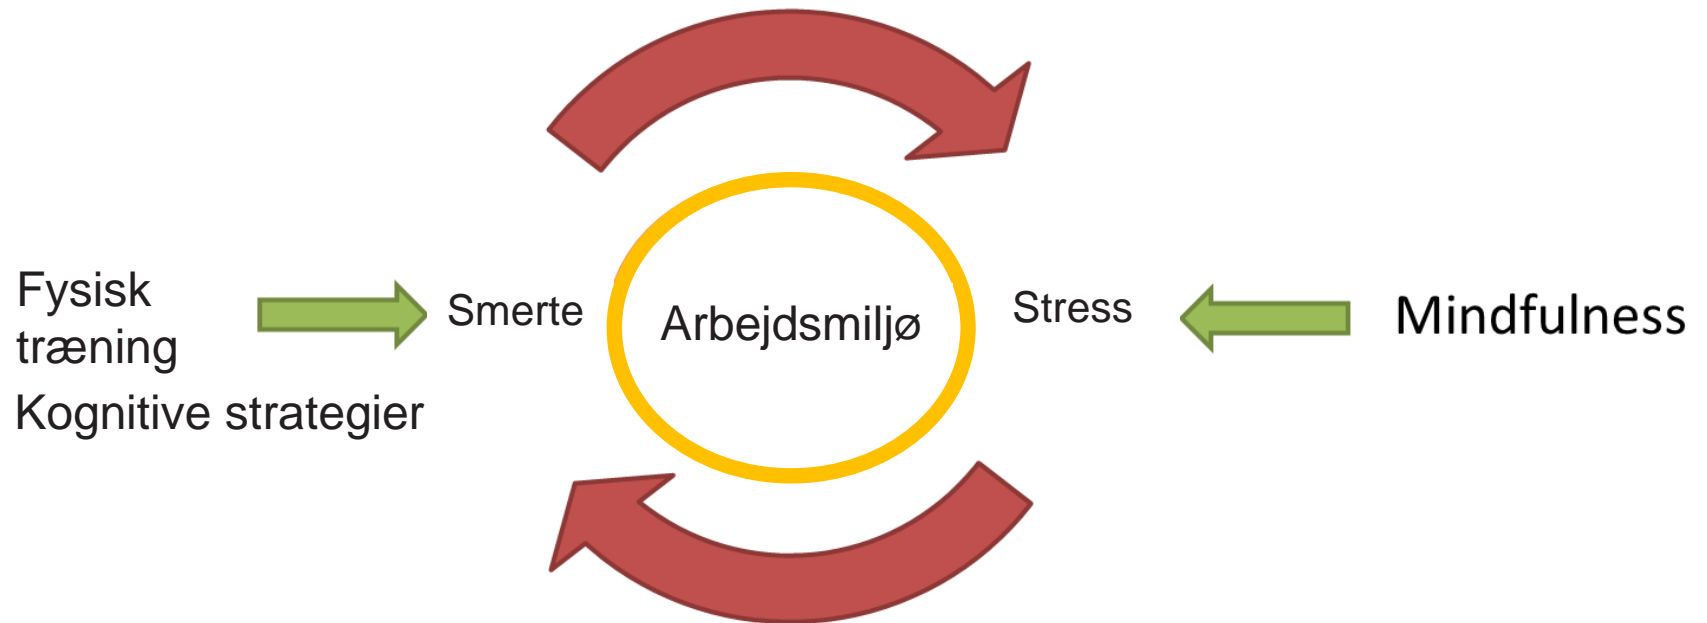 Fysisk
træning
Kognitive strategier
Smerte
Arbejdsmiljø
Stress
Mindfulness